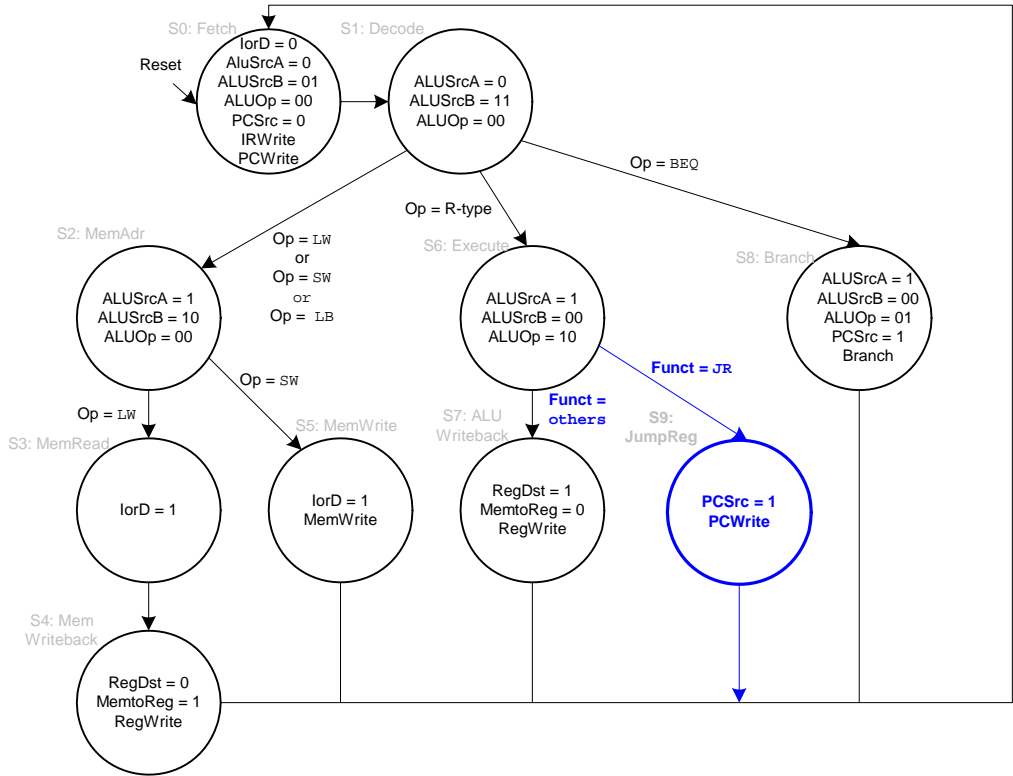 S0: Fetch
IorD = 0
AluSrcA = 0
ALUSrcB = 01
ALUOp = 00
PCSrc = 0
IRWrite
PCWrite
Reset
S1: Decode
ALUSrcA = 0
ALUSrcB = 11
ALUOp = 00
Op = BEQ
Op = R-type
Op = LW
or
Op = SW
or
Op = LB
S2: MemAdr
ALUSrcA = 1
ALUSrcB = 10
ALUOp = 00
S6: Execute
ALUSrcA = 1
ALUSrcB = 00
ALUOp = 10
S8: Branch
ALUSrcA = 1
ALUSrcB = 00
ALUOp = 01
PCSrc = 1
Branch
Op = LW
Op = SW
Funct =
others
Funct = JR
S3: MemRead
IorD = 1
S5: MemWrite
IorD = 1
MemWrite
S7: ALU
Writeback
RegDst = 1
MemtoReg = 0
RegWrite
S9:
JumpReg
PCSrc = 1
PCWrite
S4: Mem
Writeback
RegDst = 0
MemtoReg = 1
RegWrite